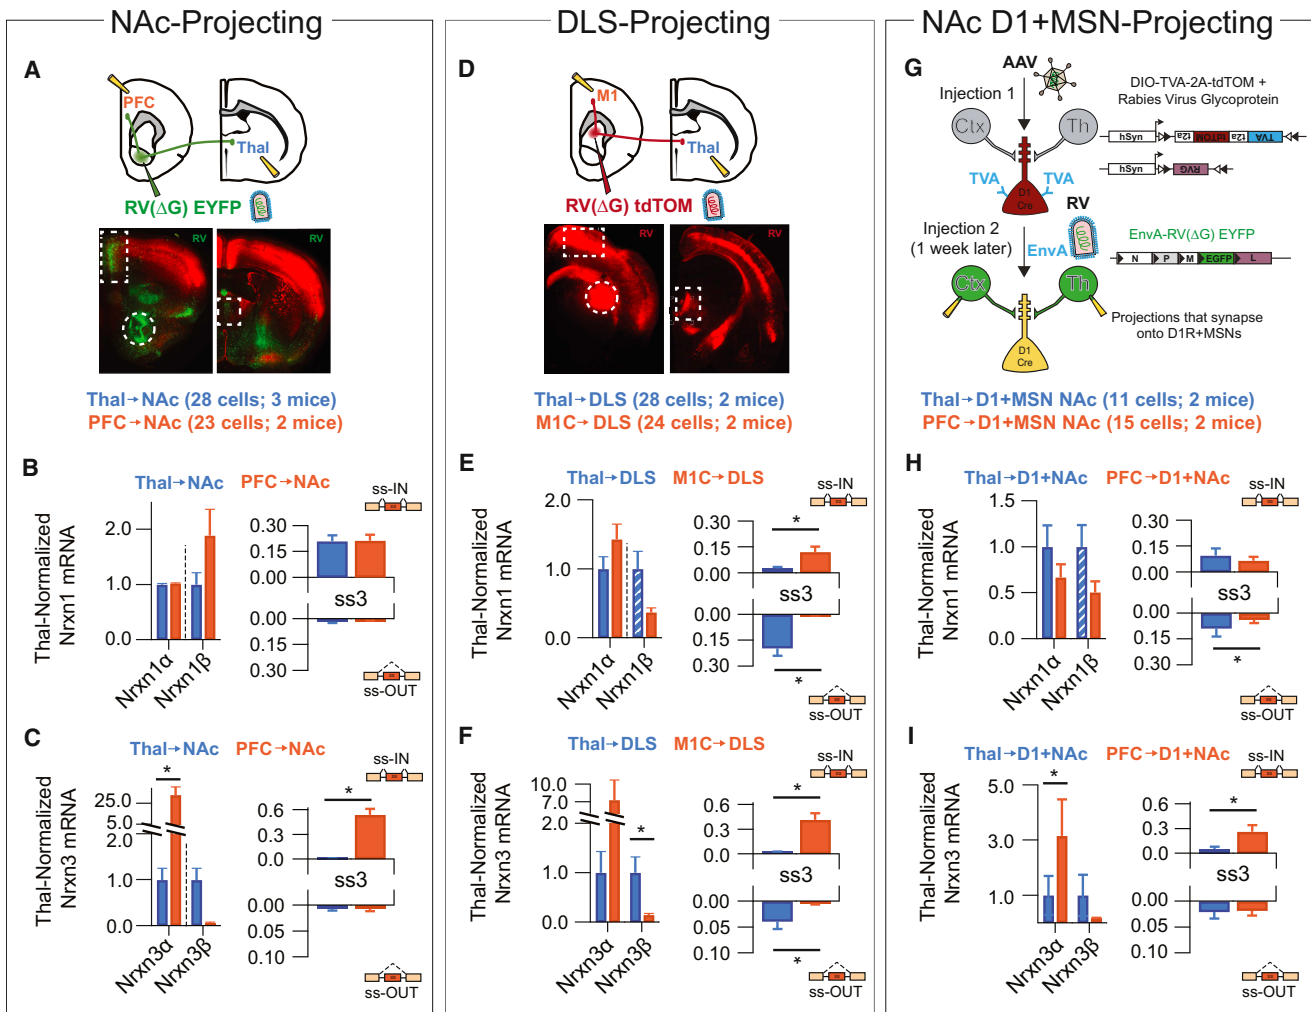 NAc-Projecting
DLS-Projecting
NAc D1+MSN-Projecting
A
PFC
Thal
RV(ΔG) EYFP
RV
RV
Thal→NAc (28 cells; 3 mice)
PFC→NAc (23 cells; 2 mice)
B
Thal→NAc
PFC→NAc
ss-IN
Thal-Normalized
Nrxn1 mRNA
2.0
1.0
0.0
Nrxn1α
Nrxn1β
0.30
0.15
0.00
ss3
0.00
0.15
0.30
ss-OUT
C
Thal→NAc
PFC→NAc
ss-IN
Thal-Normalized
Nrxn3 mRNA
*
25.0
5.0
2.0
1.0
0.0
Nrxn3α
Nrxn3β
*
0.6
0.3
0.0
ss3
0.00
0.05
0.10
ss-OUT
D
M1
Thal
RV(ΔG) tdTOM
RV
RV
Thal→DLS (28 cells; 2 mice)
M1C→DLS (24 cells; 2 mice)
E
Thal→DLS
M1C→DLS
ss-IN
Thal-Normalized
Nrxn1 mRNA
2.0
1.0
0.0
Nrxn1α
Nrxn1β
*
0.30
0.15
0.00
ss3
0.00
0.15
0.30
*
ss-OUT
F
Thal→DLS
M1C→DLS
ss-IN
Thal-Normalized
Nrxn3 mRNA
10.0
7.0
2.0
*
1.0
0.0
Nrxn3α
Nrxn3β
*
0.6
0.3
0.0
ss3
0.00
0.05
0.10
*
ss-OUT
G
AAV
Injection 1
DIO-TVA-2A-tdTOM +
Rabies Virus Glycoprotein
Ctx
Th
hSyn
t2a
tdTOM
t2a
TVA
hSyn
RVG
TVA
TVA
D1
Cre
RV
Injection 2
(1 week later)
EnvA
EnvA-RV(ΔG) EYFP
N
P
M
EGFP
L
Ctx
Th
Projections that synapse
onto D1R+MSNs
D1
Cre
Thal→D1+MSN NAc (11 cells; 2 mice)
PFC→D1+MSN NAc (15 cells; 2 mice)
H
Thal→D1+NAc
PFC→D1+NAc
ss-IN
Thal-Normalized
Nrxn1 mRNA
1.5
1.0
0.5
0.0
Nrxn1α
Nrxn1β
0.30
0.15
0.00
ss3
0.00
0.15
0.30
*
ss-OUT
I
Thal→D1+NAc
PFC→D1+NAc
ss-IN
Thal-Normalized
Nrxn3 mRNA
*
5.0
3.0
1.0
Nrxn3α
Nrxn3β
*
0.6
0.3
0.0
ss3
0.00
0.05
0.10
ss-OUT